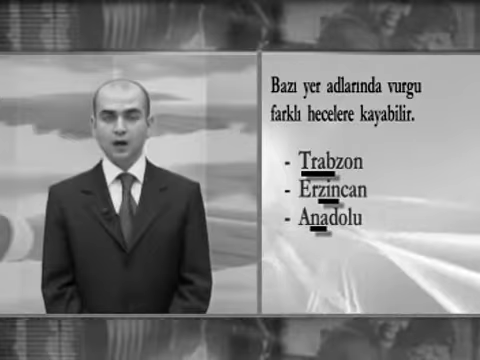 Bazı yer adlarında vurgu
farklı hecelere kayabilir.
- Trabzon
- Erzincan
- Anadolu